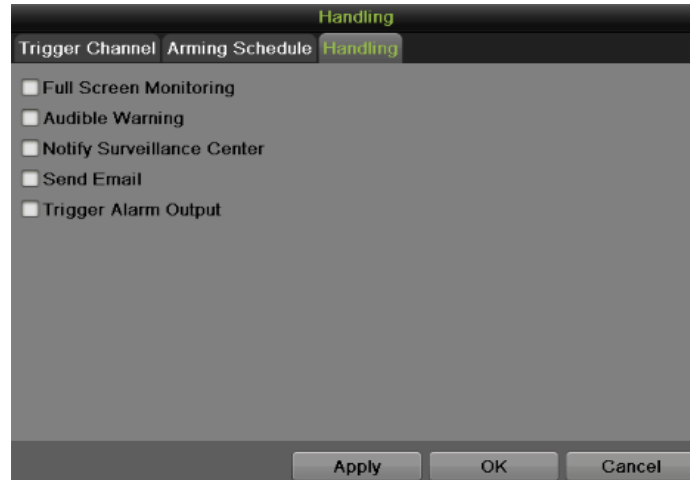 Handling
Trigger Channel Arming Schedule Handling
Full Screen Monitoring
Audible Warning
Notify Surveillance Center
Send Email
Trigger Alarm Output
Apply OK Cancel